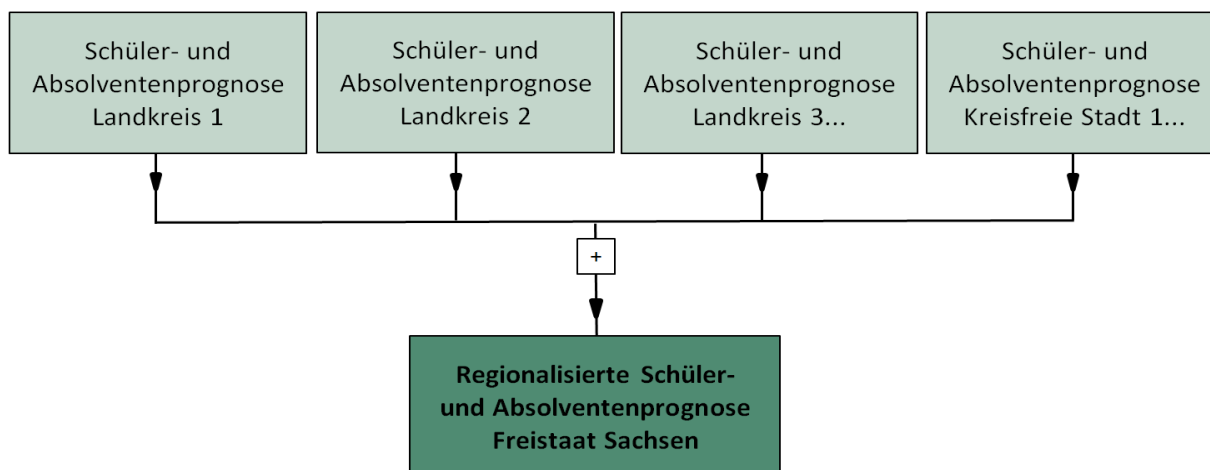 Schüler- und
Absolventenprognose
Landkreis 1
Schüler- und
Absolventenprognose
Landkreis 2
Schüler- und
Absolventenprognose
Landkreis 3...
Schüler- und
Absolventenprognose
Kreisfreie Stadt 1...
+
Regionalisierte Schüler-
und Absolventenprognose
Freistaat Sachsen